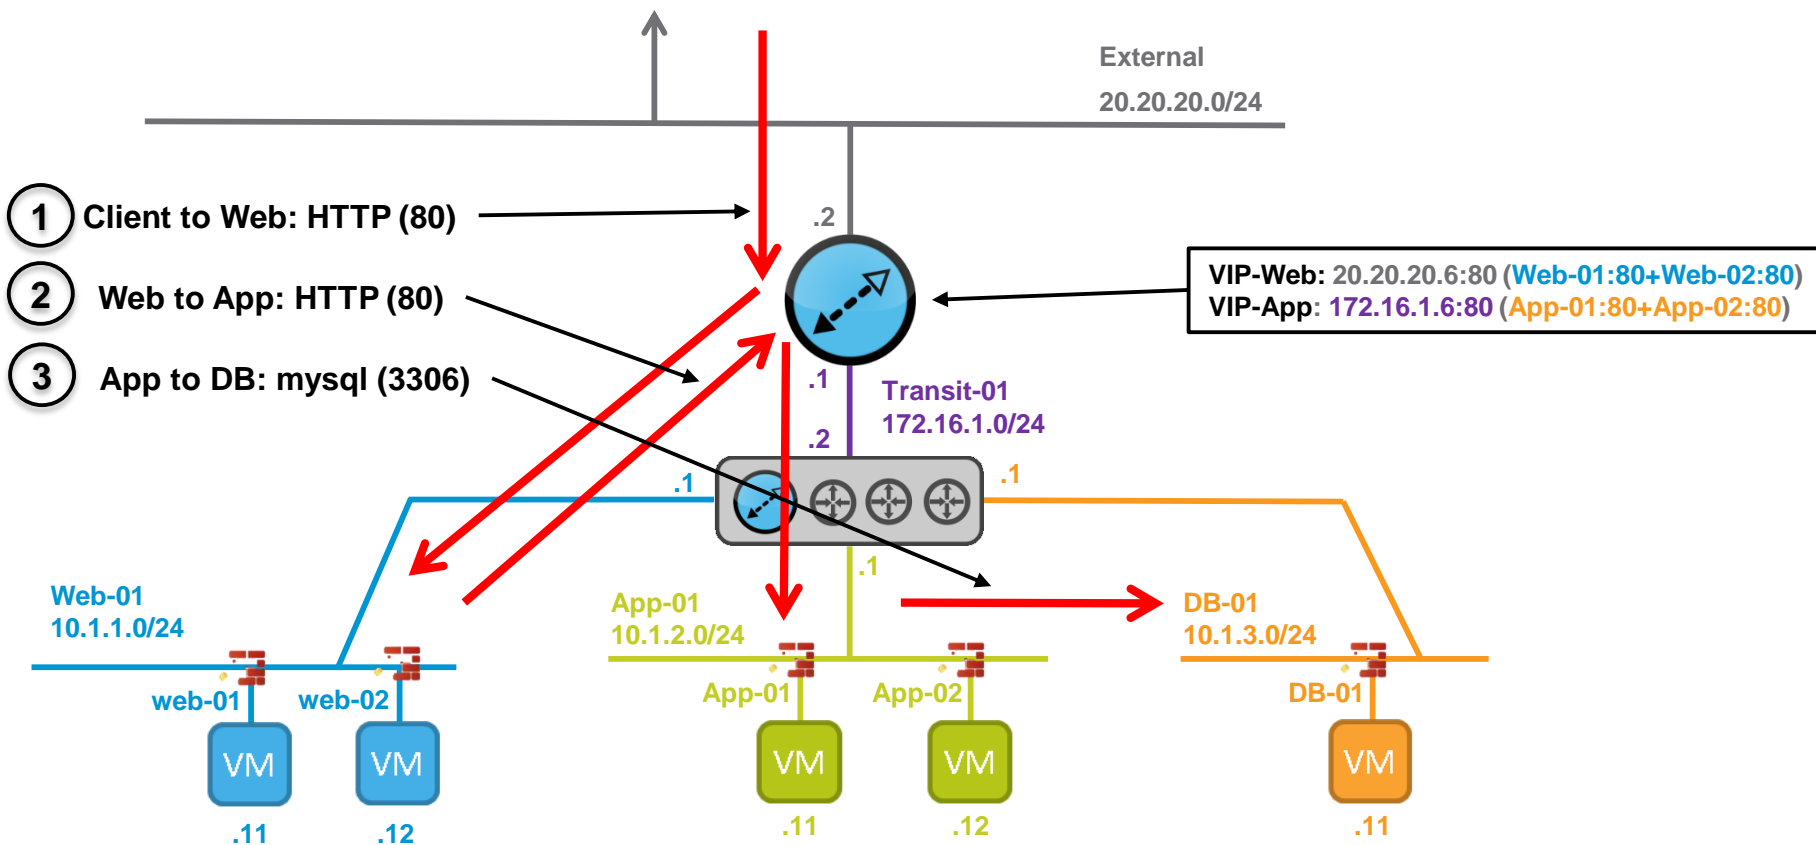 External
20.20.20.0/24
1
Client to Web: HTTP (80)
.2
2
Web to App: HTTP (80)
VIP-Web: 20.20.20.6:80 (Web-01:80+Web-02:80)
VIP-App: 172.16.1.6:80 (App-01:80+App-02:80)
3
App to DB: mysql (3306)
.1
Transit-01
172.16.1.0/24
.2
.1
.1
.1
Web-01
10.1.1.0/24
App-01
10.1.2.0/24
DB-01
10.1.3.0/24
web-01
web-02
App-01
App-02
DB-01
VM
VM
VM
VM
VM
.11
.12
.11
.12
.11